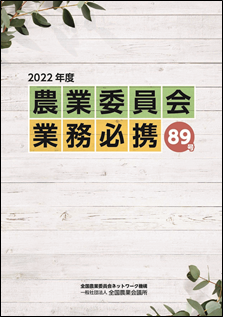 2022年度
農業委員会
業務必携
89号
全国農業委員会ネットワーク機構
一般社団法人 全国農業会議所